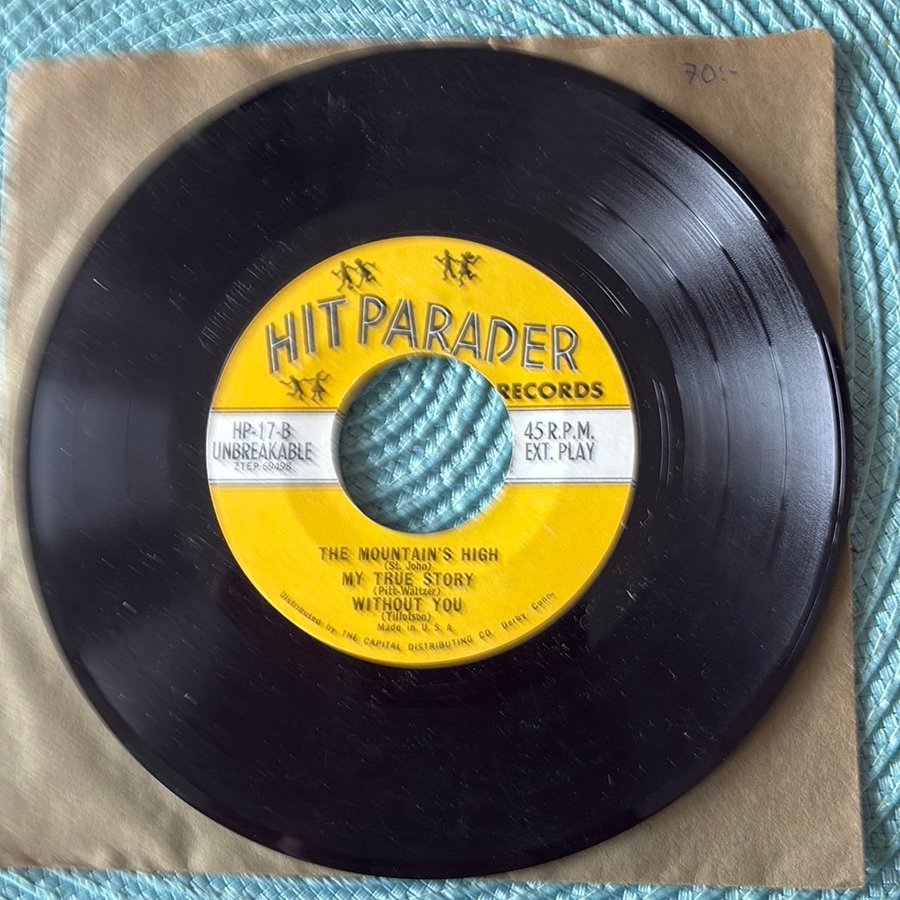 70:-
HIT PARADER
RECORDS
HP-17-B
UNBREAKABLE
ZTEP 69498
45 R.P.M.
EXT. PLAY
THE MOUNTAIN'S HIGH
(St. John)
MY TRUE STORY
(Pitt-Waltzer)
WITHOUT YOU
(Tillotson)
Made in U. S. A.
Distributed by THE CAPITAL DISTRIBUTING CO. Derby Conn.